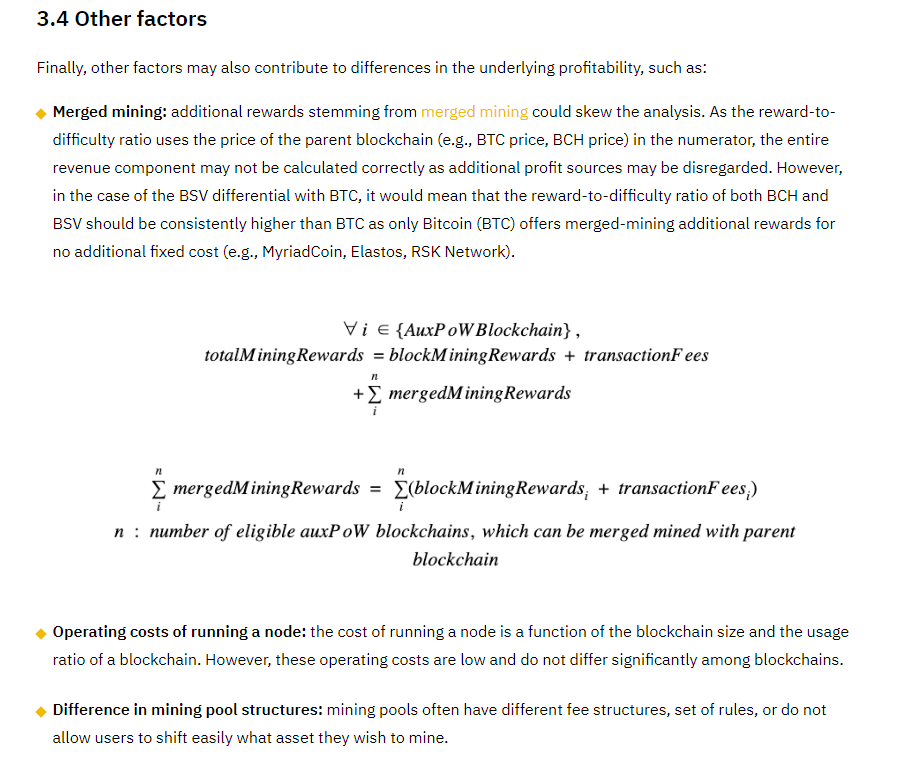 3.4 Other factors
Finally, other factors may also contribute to differences in the underlying profitability, such as:
Merged mining: additional rewards stemming from merged mining could skew the analysis. As the reward-to-
difficulty ratio uses the price of the parent blockchain (e.g., BTC price, BCH price) in the numerator, the entire
revenue component may not be calculated correctly as additional profit sources may be disregarded. However,
in the case of the BSV differential with BTC, it would mean that the reward-to-difficulty ratio of both BCH and
BSV should be consistently higher than BTC as only Bitcoin (BTC) offers merged-mining additional rewards for
no additional fixed cost (e.g., MyriadCoin, Elastos, RSK Network).
∀ i ∈ {AuxPoWBlockchain} ,
totalMiningRewards = blockMiningRewards + transactionFees
n
+ ∑ mergedMiningRewards
i
n n
∑ mergedMiningRewards = ∑(blockMiningRewardsᵢ + transactionFeesᵢ)
i i
n : number of eligible auxPoW blockchains, which can be merged mined with parent
blockchain
Operating costs of running a node: the cost of running a node is a function of the blockchain size and the usage
ratio of a blockchain. However, these operating costs are low and do not differ significantly among blockchains.
Difference in mining pool structures: mining pools often have different fee structures, set of rules, or do not
allow users to shift easily what asset they wish to mine.